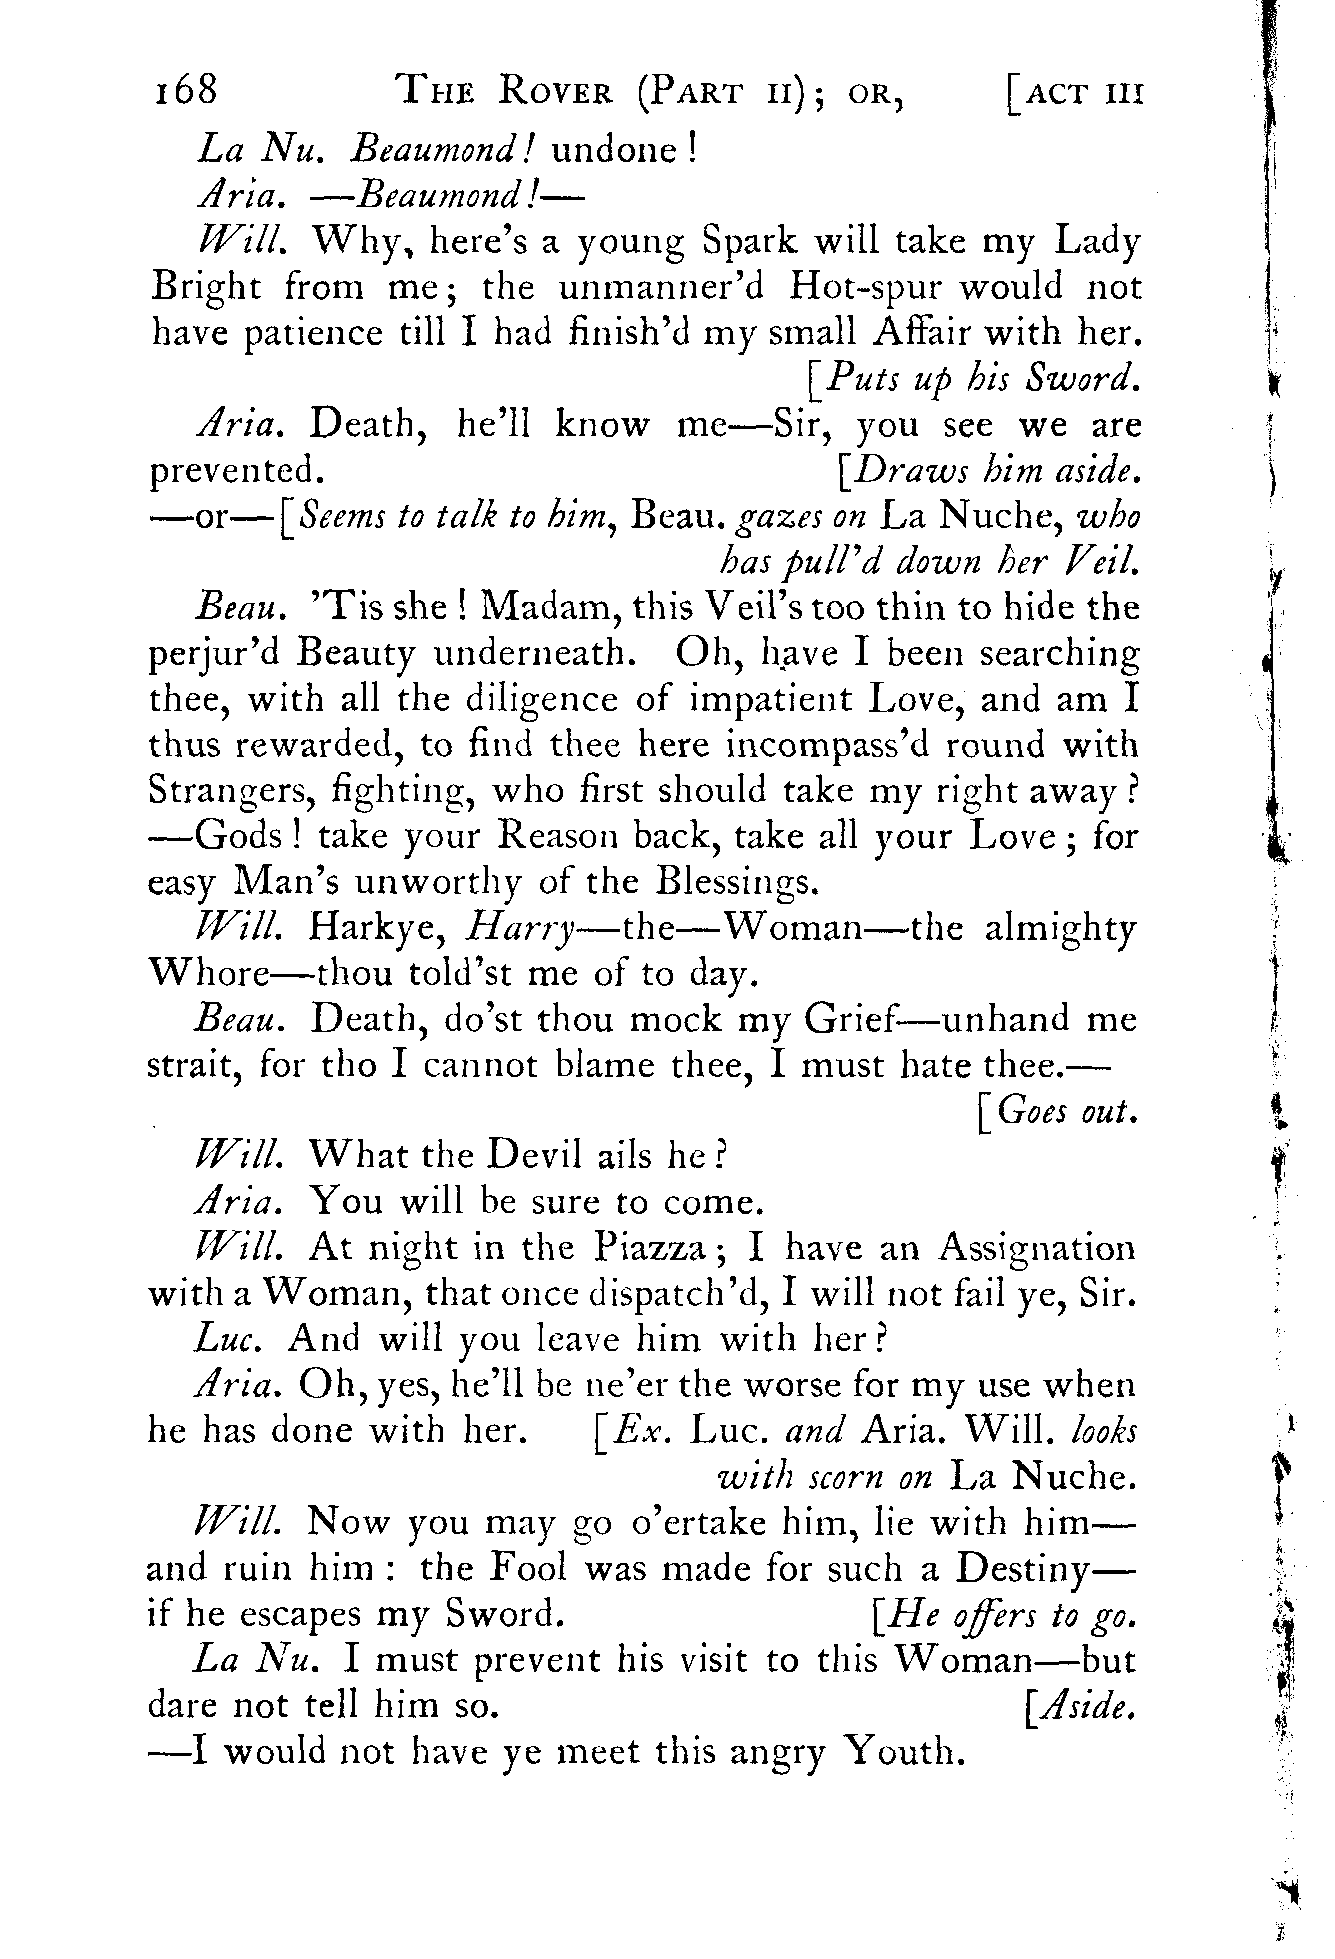 168 THE ROVER (PART II); OR, [ACT III
La Nu. Beaumond! undone!
Aria. —Beaumond!—
Will. Why, here's a young Spark will take my Lady
Bright from me; the unmanner'd Hot-spur would not
have patience till I had finish'd my small Affair with her.
[Puts up his Sword.
Aria. Death, he'll know me—Sir, you see we are
prevented. [Draws him aside.
—or—[Seems to talk to him, Beau. gazes on La Nuche, who
has pull'd down her Veil.
Beau. 'Tis she! Madam, this Veil's too thin to hide the
perjur'd Beauty underneath. Oh, have I been searching
thee, with all the diligence of impatient Love, and am I
thus rewarded, to find thee here incompass'd round with
Strangers, fighting, who first should take my right away?
—Gods! take your Reason back, take all your Love; for
easy Man's unworthy of the Blessings.
Will. Harkye, Harry—the—Woman—the almighty
Whore—thou told'st me of to day.
Beau. Death, do'st thou mock my Grief—unhand me
strait, for tho I cannot blame thee, I must hate thee.—
[Goes out.
Will. What the Devil ails he?
Aria. You will be sure to come.
Will. At night in the Piazza; I have an Assignation
with a Woman, that once dispatch'd, I will not fail ye, Sir.
Luc. And will you leave him with her?
Aria. Oh, yes, he'll be ne'er the worse for my use when
he has done with her. [Ex. Luc. and Aria. Will. looks
with scorn on La Nuche.
Will. Now you may go o'ertake him, lie with him—
and ruin him: the Fool was made for such a Destiny—
if he escapes my Sword. [He offers to go.
La Nu. I must prevent his visit to this Woman—but
dare not tell him so. [Aside.
—I would not have ye meet this angry Youth.